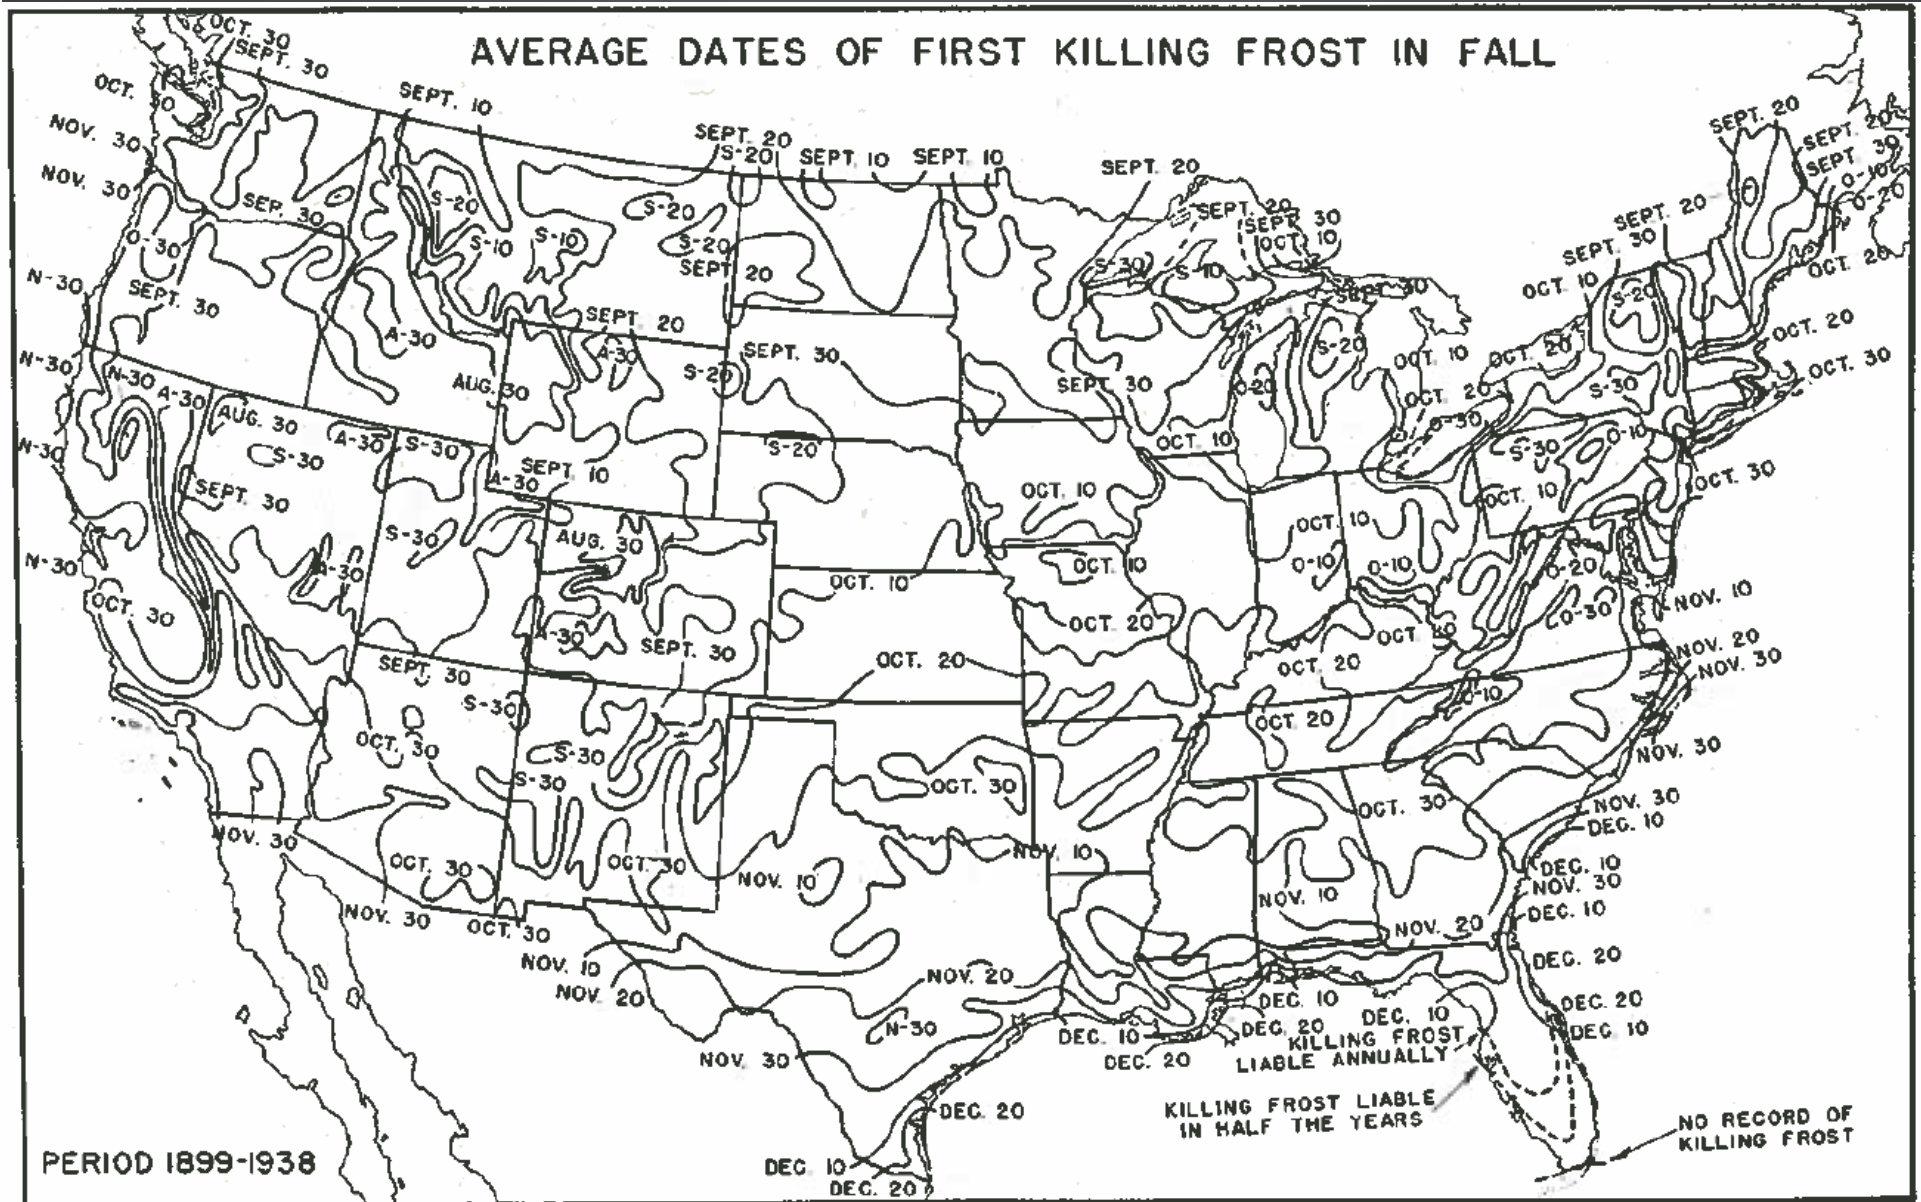 AVERAGE DATES OF FIRST KILLING FROST IN FALL
OCT. 30
SEPT. 30
SEPT. 10
NOV. 30
NOV. 30
SEPT. 20
S-20
SEPT. 10
SEPT. 10
SEPT. 20
SEPT. 20
SEPT. 20
SEPT. 30
O-10
O-20
OCT. 20
SEPT. 20
SEPT. 30
OCT. 10
SEPT. 20
SEPT. 30
OCT. 10
SEP. 30
S-20
S-10
S-10
S-20
S-20
SEPT. 20
S-30
S-10
SEPT. 30
S-20
O-30
N-30
SEPT. 30
A-30
SEPT. 20
A-30
S-20
SEPT. 30
SEPT. 30
O-20
S-20
OCT. 10
OCT. 20
OCT. 20
OCT. 30
N-30
N-30
A-30
AUG. 30
AUG. 30
A-30
S-30
S-20
OCT. 10
OCT. 20
O-30
S-30
S-30
O-10
N-30
S-30
SEPT. 30
SEPT. 10
A-30
OCT. 10
OCT. 10
OCT. 30
N-30
S-30
AUG. 30
A-30
OCT. 10
OCT. 10
OCT. 10
O-10
O-10
O-20
O-30
OCT. 30
A-30
SEPT. 30
OCT. 20
NOV. 10
NOV. 20
NOV. 30
SEPT. 30
S-30
OCT. 20
OCT. 20
OCT. 20
O-10
OCT. 30
S-30
S-30
OCT. 30
OCT. 30
NOV. 30
NOV. 30
DEC. 10
NOV. 30
OCT. 30
OCT. 30
NOV. 10
NOV. 10
NOV. 10
DEC. 10
NOV. 30
DEC. 10
NOV. 30
OCT. 30
NOV. 20
NOV. 10
NOV. 20
NOV. 20
DEC. 20
N-30
DEC. 10
DEC. 20
DEC. 10
DEC. 20
DEC. 10
DEC. 20
DEC. 10
NOV. 30
KILLING FROST
LIABLE ANNUALLY
KILLING FROST LIABLE
IN HALF THE YEARS
DEC. 20
NO RECORD OF
KILLING FROST
DEC. 10
DEC. 20
PERIOD 1899-1938